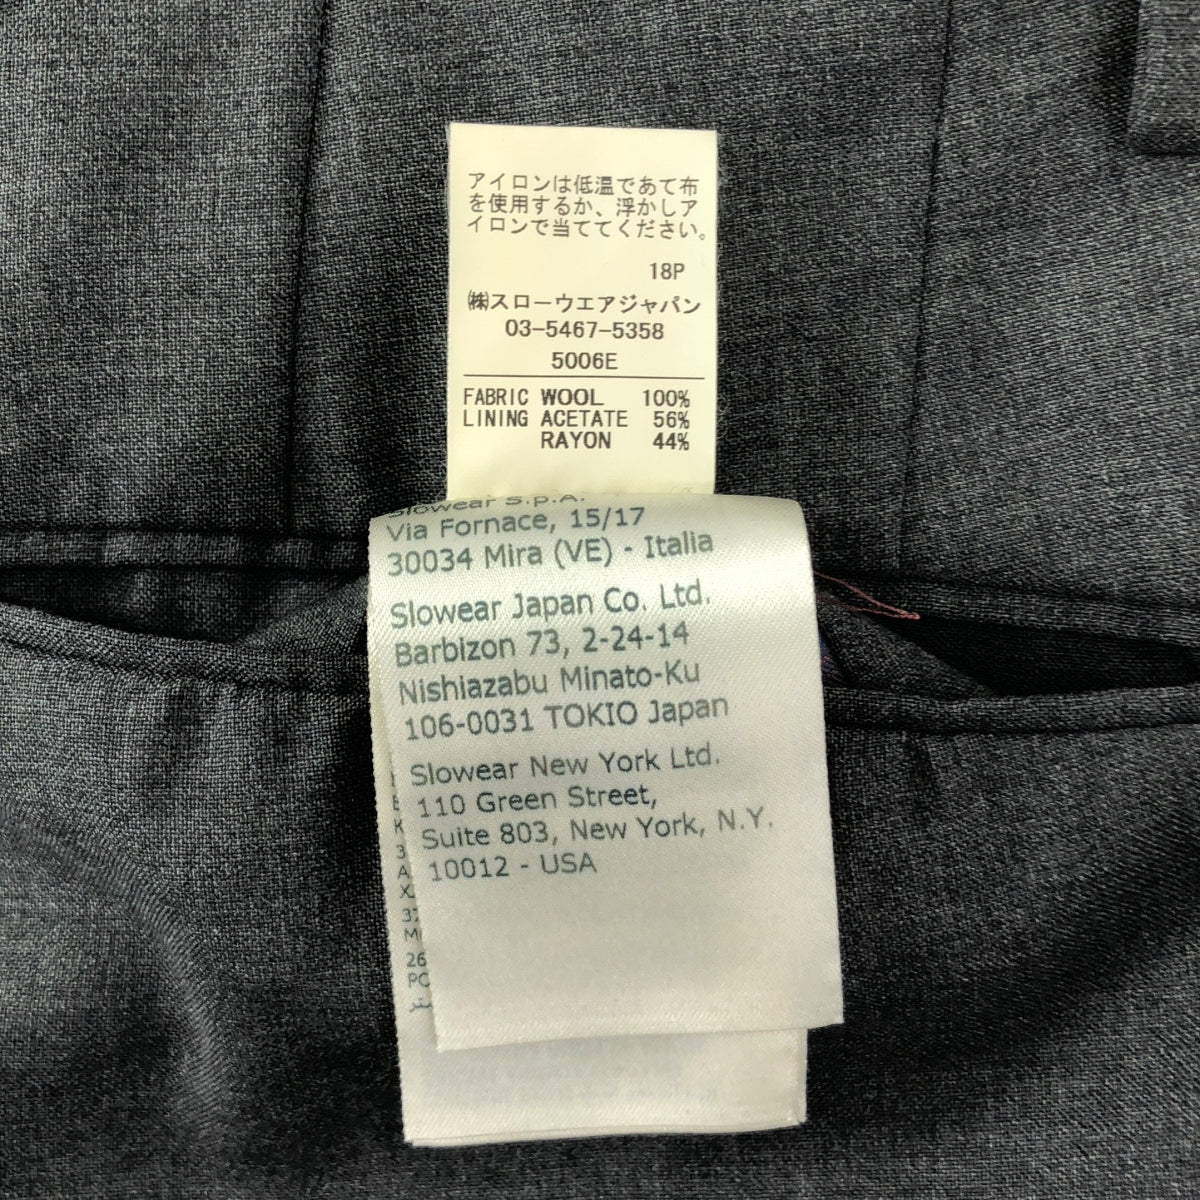 アイロンは低温であて布
を使用するか、浮かしア
イロンで当ててください。
18P
㈱スローウエアジャパン
03-5467-5358
5006E
FABRIC WOOL 100%
LINING ACETATE 56%
RAYON 44%
Slowear S.p.A.
Via Fornace, 15/17
30034 Mira (VE) - Italia
Slowear Japan Co. Ltd.
Barbizon 73, 2-24-14
Nishiazabu Minato-Ku
106-0031 TOKIO Japan
Slowear New York Ltd.
110 Green Street,
Suite 803, New York, N.Y.
10012 - USA